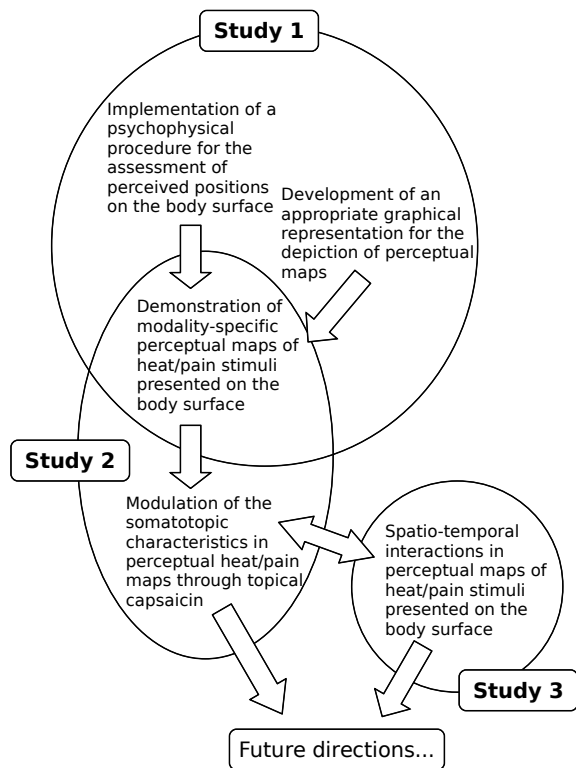 Study 1
Implementation of a
psychophysical
procedure for the
assessment of
perceived positions
on the body surface
Development of an
appropriate graphical
representation for the
depiction of perceptual
maps
Demonstration of
modality-specific
perceptual maps of
heat/pain stimuli
presented on the
body surface
Study 2
Modulation of the
somatotopic
characteristics in
perceptual heat/pain
maps through topical
capsaicin
Spatio-temporal
interactions in
perceptual maps of
heat/pain stimuli
presented on the
body surface
Study 3
Future directions...